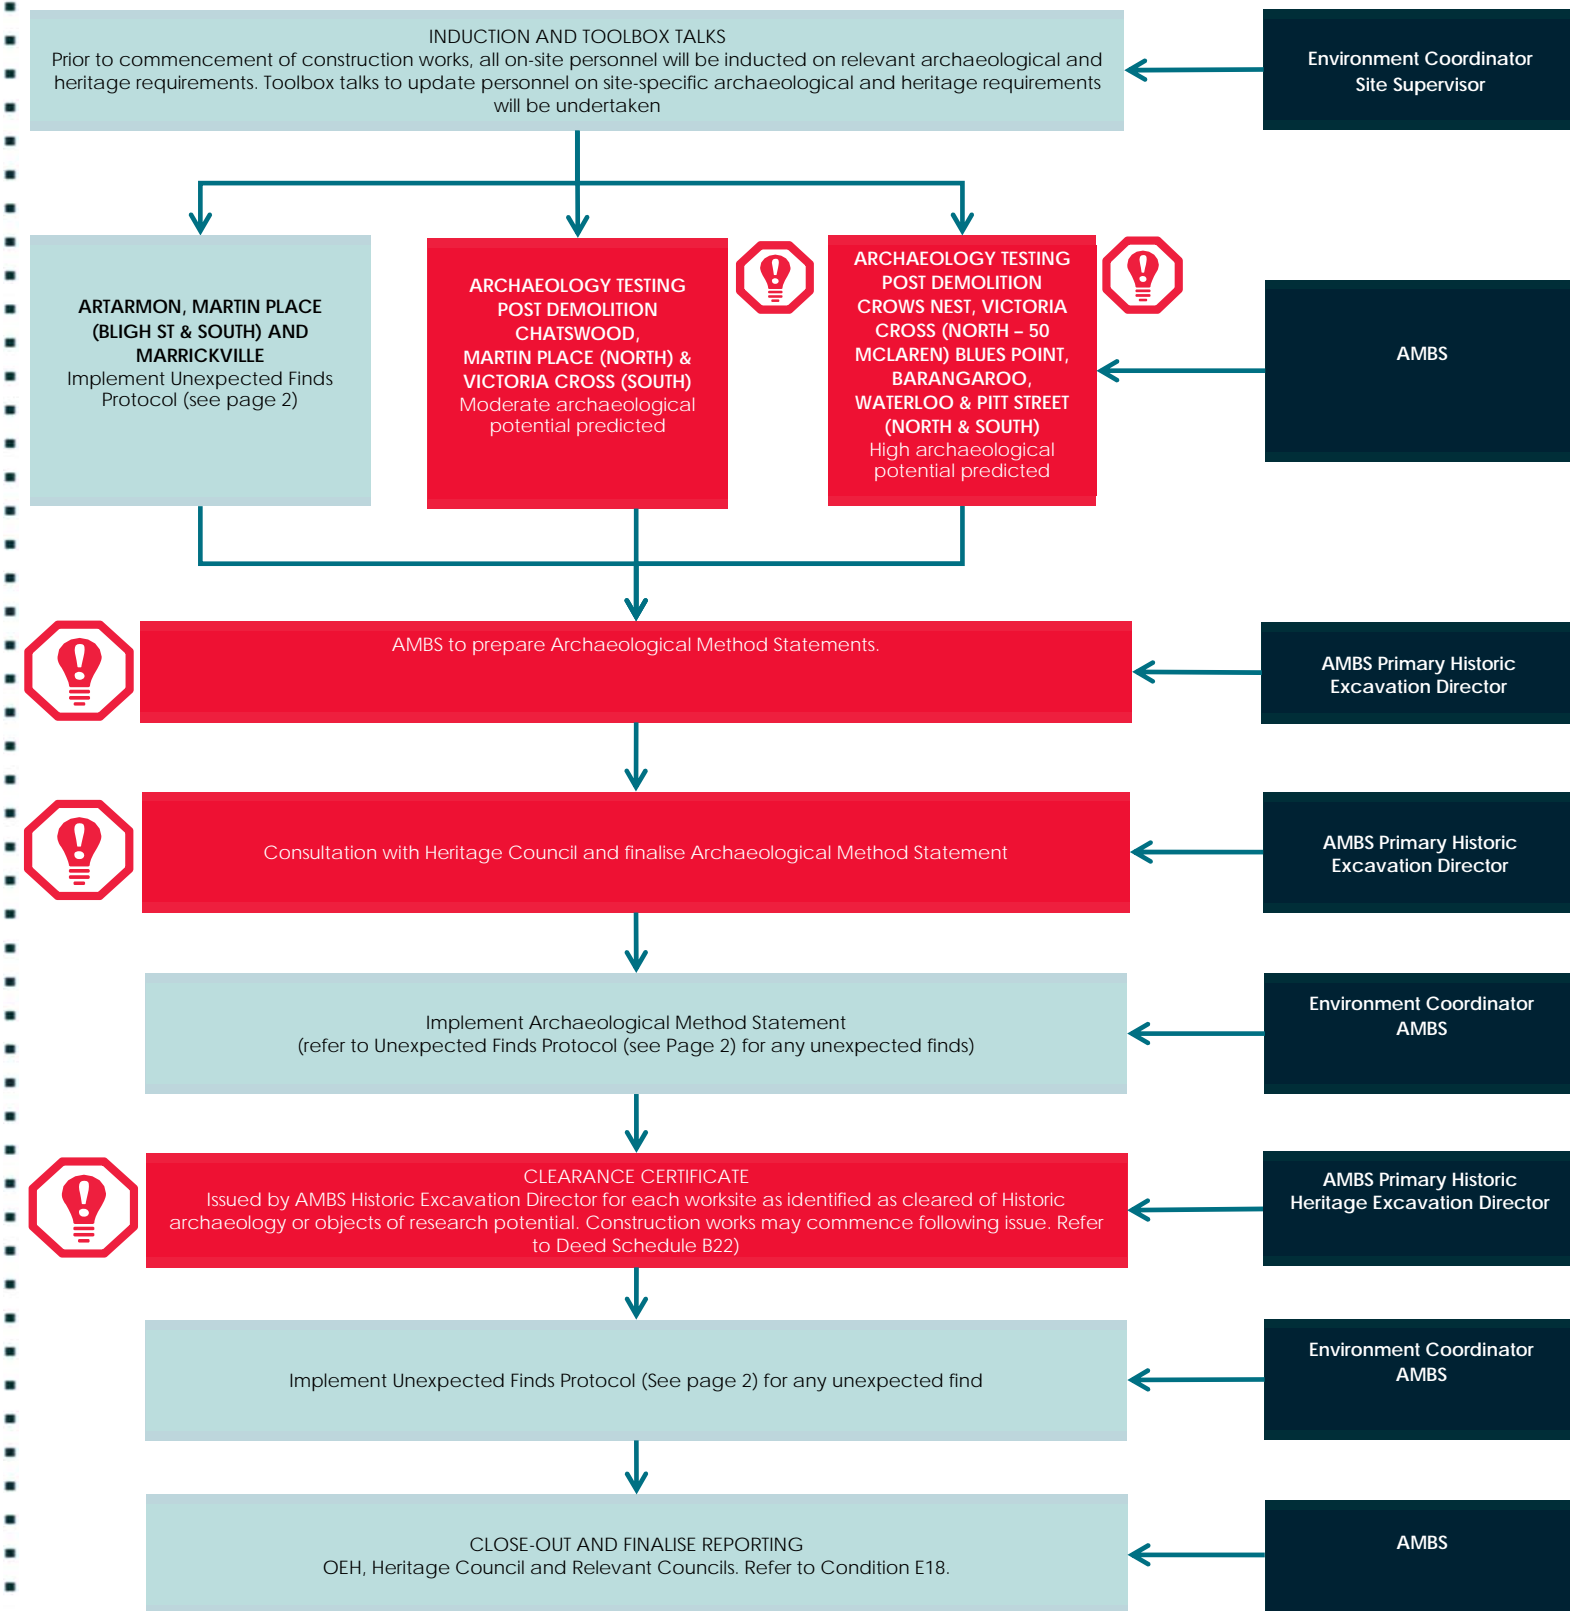 INDUCTION AND TOOLBOX TALKS
Prior to commencement of construction works, all on-site personnel will be inducted on relevant archaeological and
heritage requirements. Toolbox talks to update personnel on site-specific archaeological and heritage requirements
will be undertaken
Environment Coordinator
Site Supervisor
ARTARMON, MARTIN PLACE
(BLIGH ST & SOUTH) AND
MARRICKVILLE
Implement Unexpected Finds
Protocol (see page 2)
ARCHAEOLOGY TESTING
POST DEMOLITION
CHATSWOOD,
MARTIN PLACE (NORTH) &
VICTORIA CROSS (SOUTH)
Moderate archaeological
potential predicted
ARCHAEOLOGY TESTING
POST DEMOLITION
CROWS NEST, VICTORIA
CROSS (NORTH – 50
MCLAREN) BLUES POINT,
BARANGAROO,
WATERLOO & PITT STREET
(NORTH & SOUTH)
High archaeological
potential predicted
AMBS
AMBS to prepare Archaeological Method Statements.
AMBS Primary Historic
Excavation Director
Consultation with Heritage Council and finalise Archaeological Method Statement
AMBS Primary Historic
Excavation Director
Implement Archaeological Method Statement
(refer to Unexpected Finds Protocol (see Page 2) for any unexpected finds)
Environment Coordinator
AMBS
CLEARANCE CERTIFICATE
Issued by AMBS Historic Excavation Director for each worksite as identified as cleared of Historic
archaeology or objects of research potential. Construction works may commence following issue. Refer
to Deed Schedule B22)
AMBS Primary Historic
Heritage Excavation Director
Implement Unexpected Finds Protocol (See page 2) for any unexpected find
Environment Coordinator
AMBS
CLOSE-OUT AND FINALISE REPORTING
OEH, Heritage Council and Relevant Councils. Refer to Condition E18.
AMBS